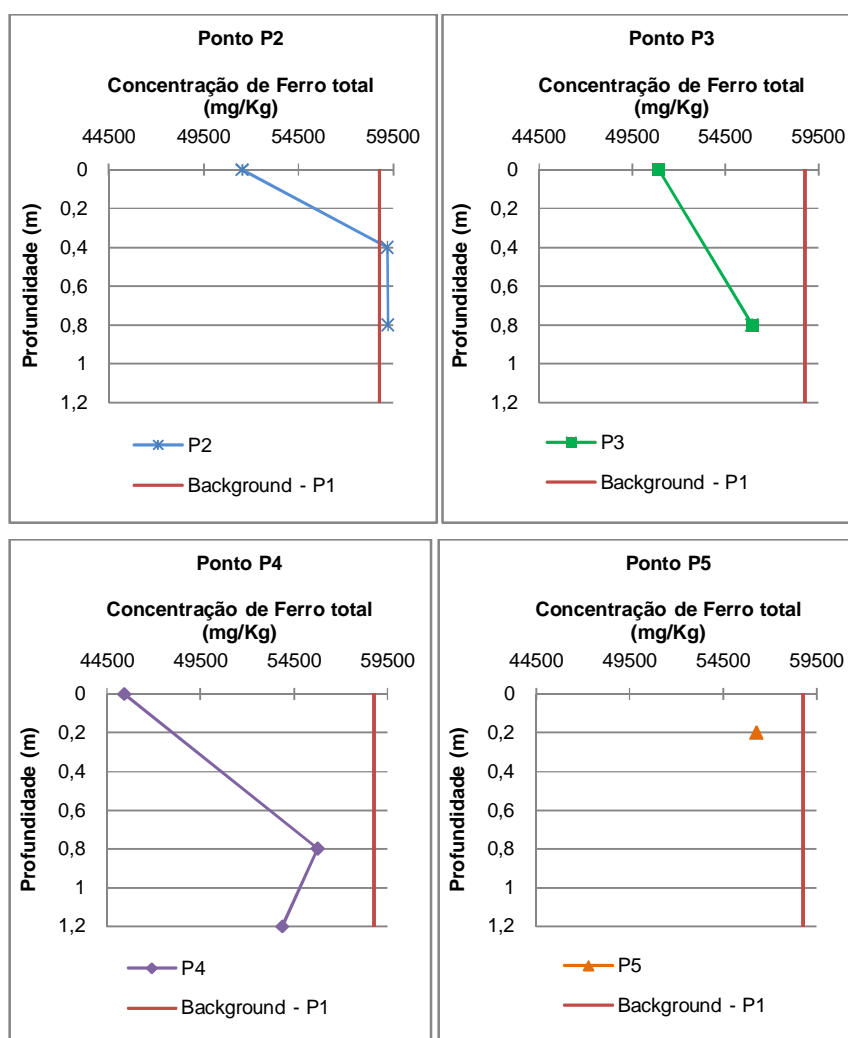 Ponto P2
Concentração de Ferro total
(mg/Kg)
44500 49500 54500 59500
0
0,2
0,4
0,6
0,8
1
1,2
Profundidade (m)
P2
Background - P1
Ponto P3
Concentração de Ferro total
(mg/Kg)
44500 49500 54500 59500
0
0,2
0,4
0,6
0,8
1
1,2
Profundidade (m)
P3
Background - P1
Ponto P4
Concentração de Ferro total
(mg/Kg)
44500 49500 54500 59500
0
0,2
0,4
0,6
0,8
1
1,2
Profundidade (m)
P4
Background - P1
Ponto P5
Concentração de Ferro total
(mg/Kg)
44500 49500 54500 59500
0
0,2
0,4
0,6
0,8
1
1,2
Profundidade (m)
P5
Background - P1